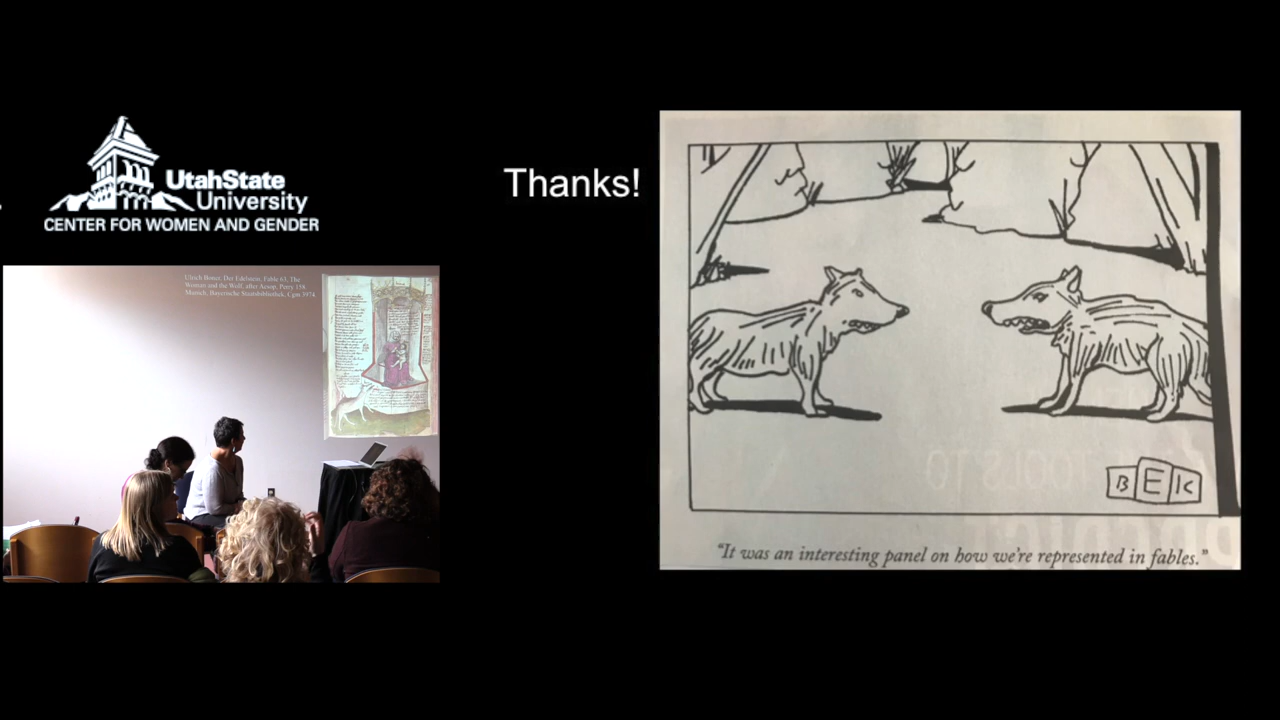 UtahState
University
CENTER FOR WOMEN AND GENDER
Thanks!
Ulrich Boner, Der Edelstein, Fable 63, The
Woman and the Wolf, after Aesop, Perry 158.
Munich, Bayerische Staatsbibliothek, Cgm 3974.
BEK
"It was an interesting panel on how we're represented in fables."